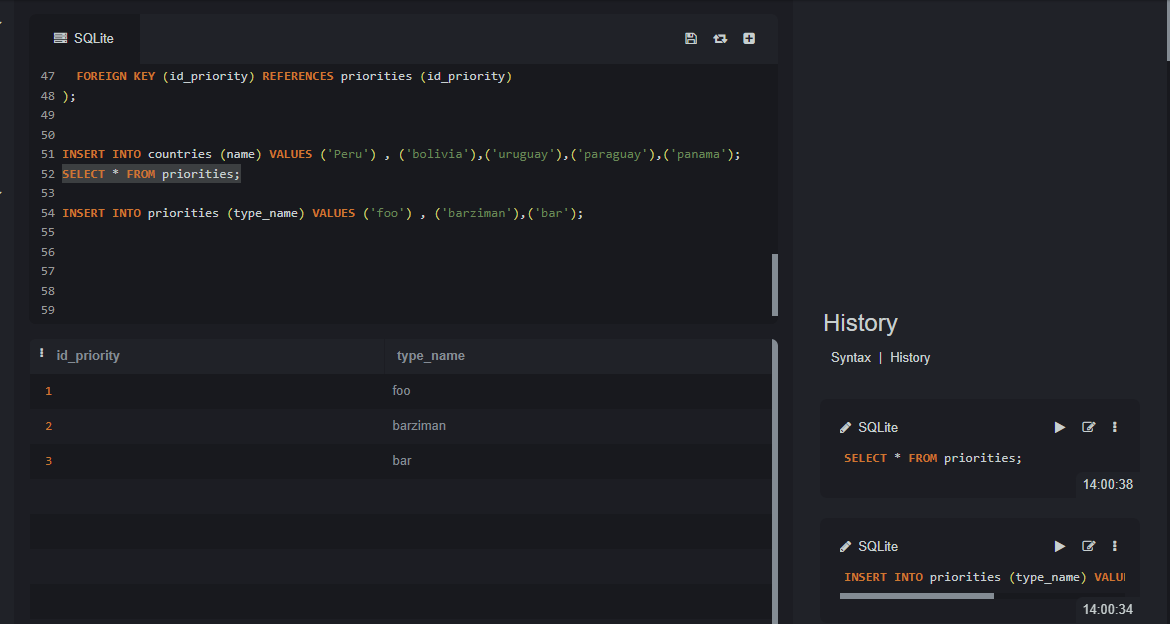 SQLite
47 FOREIGN KEY (id_priority) REFERENCES priorities (id_priority)
48 );
49
50
51 INSERT INTO countries (name) VALUES ('Peru') , ('bolivia'),('uruguay'),('paraguay'),('panama');
52 SELECT * FROM priorities;
53
54 INSERT INTO priorities (type_name) VALUES ('foo') , ('barziman'),('bar');
55
56
57
58
59
id_priority type_name
1 foo
2 barziman
3 bar
History
Syntax | History
SQLite
SELECT * FROM priorities;
14:00:38
SQLite
INSERT INTO priorities (type_name) VALU
14:00:34